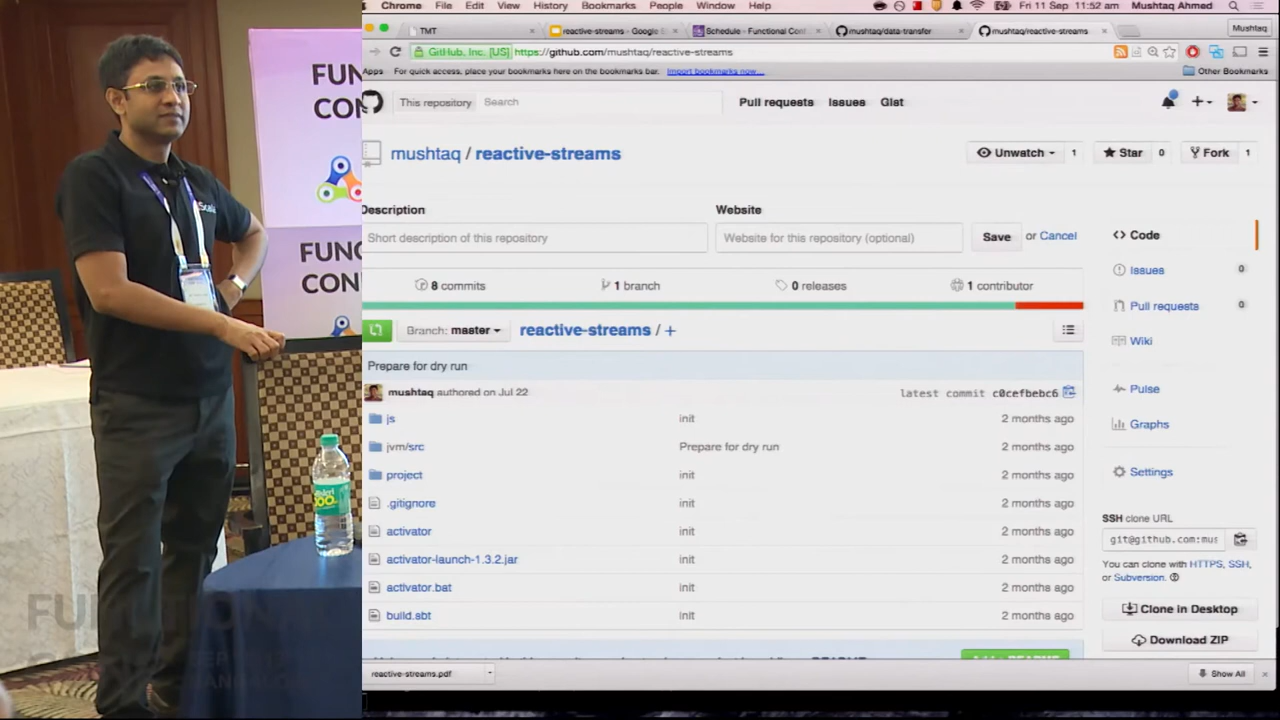 Chrome File Edit View History Bookmarks People Window Help Fri 11 Sep 11:52 am Mushtaq Ahmed
TMT
reactive-streams - Google S
Schedule - Functional Conf
mushtaq/data-transfer
mushtaq/reactive-streams
Mushtaq
GitHub, Inc. [US] https://github.com/mushtaq/reactive-streams
Apps For quick access, place your bookmarks here on the bookmarks bar. Import bookmarks now... Other Bookmarks
This repository Search Pull requests Issues Gist
mushtaq / reactive-streams
Unwatch 1 Star 0 Fork 1
Description Website
Short description of this repository Website for this repository (optional) Save or Cancel
8 commits 1 branch 0 releases 1 contributor
Branch: master reactive-streams / +
Prepare for dry run
mushtaq authored on Jul 22 latest commit c0cefbebc6
js init 2 months ago
jvm/src Prepare for dry run 2 months ago
project init 2 months ago
.gitignore init 2 months ago
activator init 2 months ago
activator-launch-1.3.2.jar init 2 months ago
activator.bat init 2 months ago
build.sbt init 2 months ago
Code
Issues 0
Pull requests 0
Wiki
Pulse
Graphs
Settings
SSH clone URL
git@github.com:mus
You can clone with HTTPS, SSH,
or Subversion.
Clone in Desktop
Download ZIP
reactive-streams.pdf Show All
FUN
CON
FUNC
CON
Scala